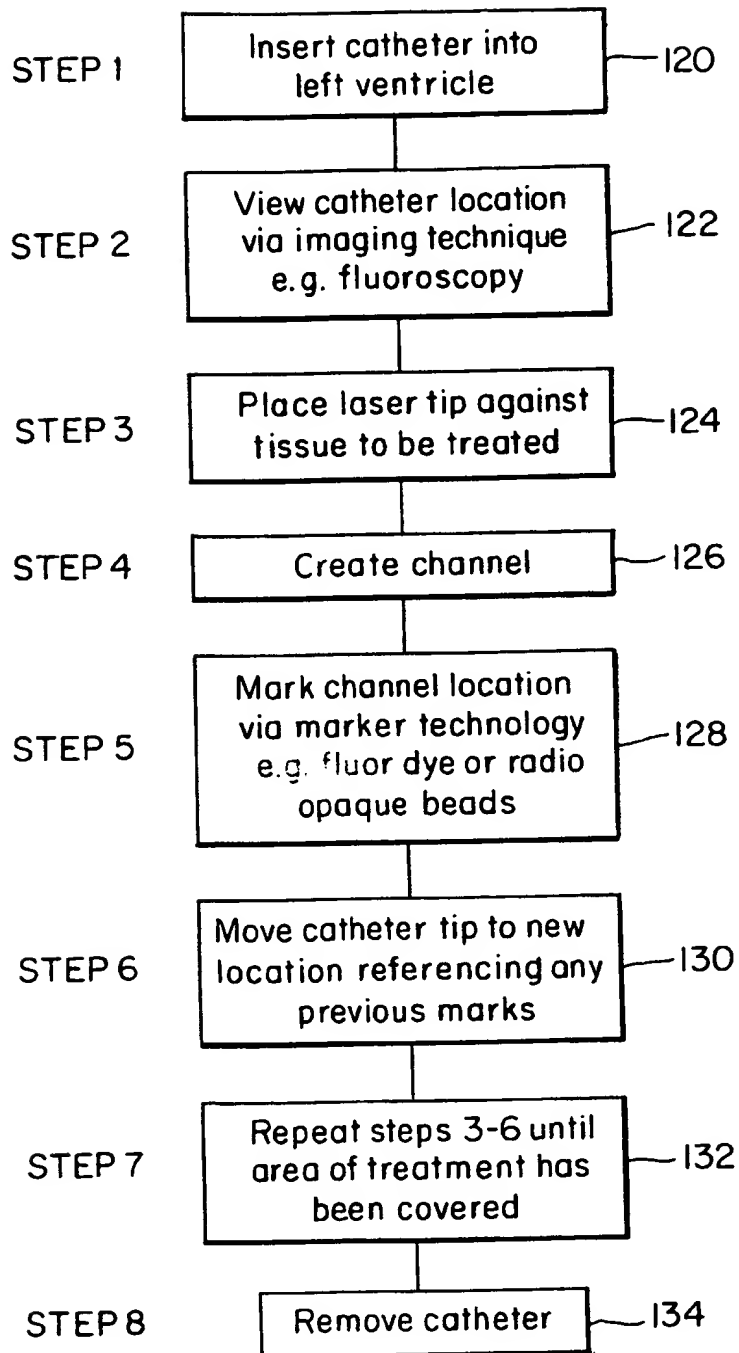 STEP 1
Insert catheter into
left ventricle
120
STEP 2
View catheter location
via imaging technique
e.g. fluoroscopy
122
STEP 3
Place laser tip against
tissue to be treated
124
STEP 4
Create channel
126
STEP 5
Mark channel location
via marker technology
e.g. fluor dye or radio
opaque beads
128
STEP 6
Move catheter tip to new
location referencing any
previous marks
130
STEP 7
Repeat steps 3-6 until
area of treatment has
been covered
132
STEP 8
Remove catheter
134